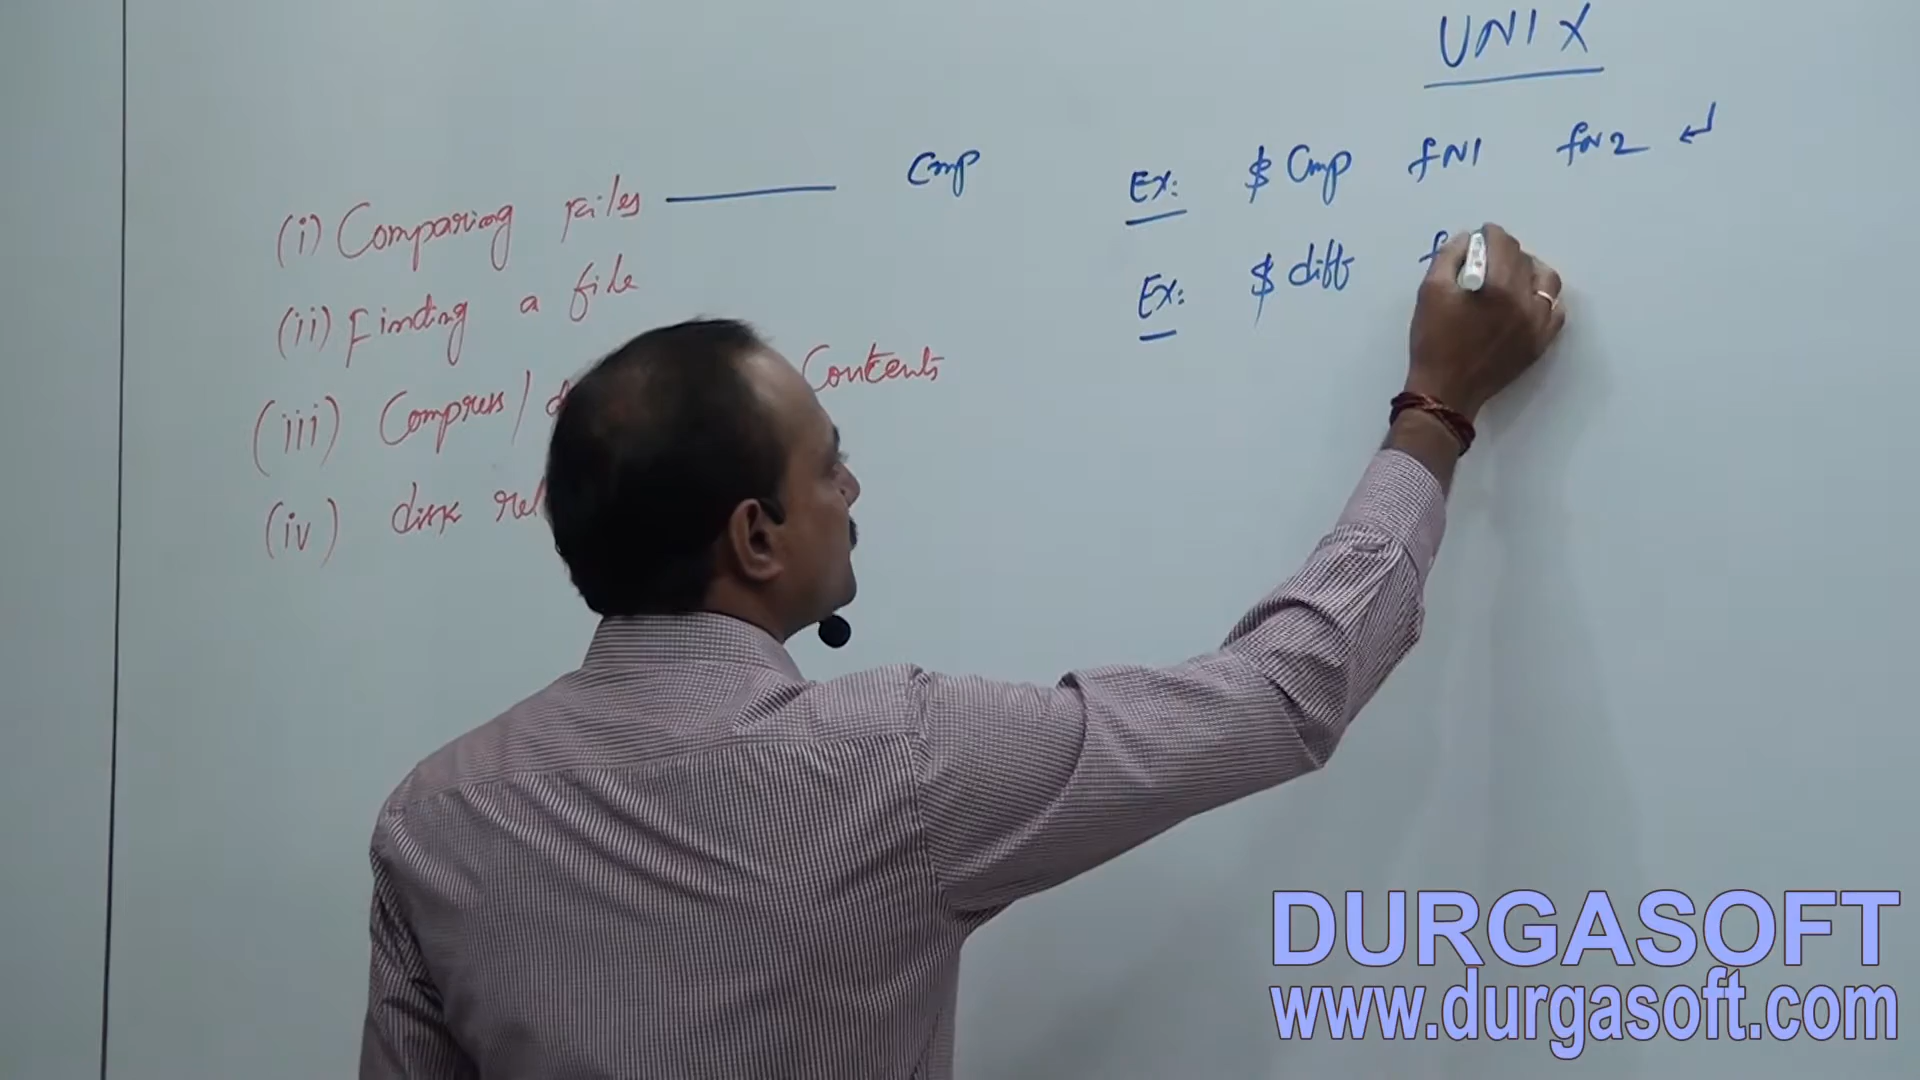 UNIX
(i) Comparing files ——— Cmp
(ii) Finding a file
(iii) Compress / Contents
(iv) disk
Ex: $ Cmp fN1 fN2 ↵
Ex: $ diff
DURGASOFT
www.durgasoft.com